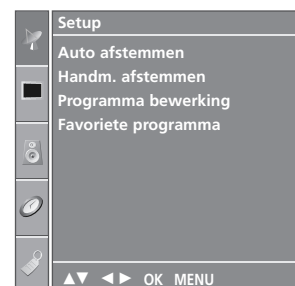 Setup
Auto afstemmen
Handm. afstemmen
Programma bewerking
Favoriete programma
▲▼ ◄► OK MENU